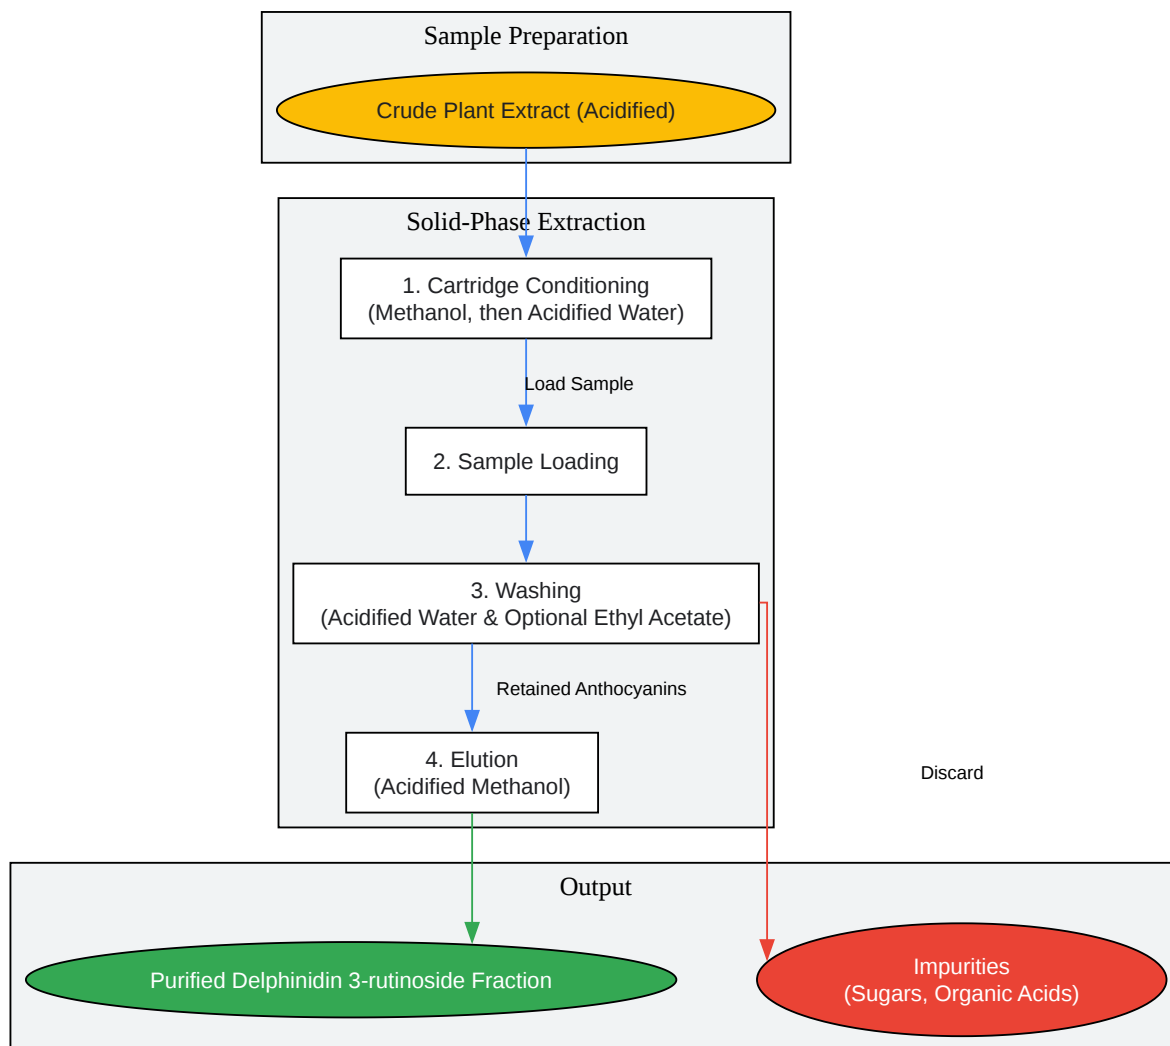 Sample Preparation
Crude Plant Extract (Acidified)
Solid-Phase Extraction
1. Cartridge Conditioning
(Methanol, then Acidified Water)
Load Sample
2. Sample Loading
3. Washing
(Acidified Water & Optional Ethyl Acetate)
Retained Anthocyanins
4. Elution
(Acidified Methanol)
Discard
Output
Purified Delphinidin 3-rutinoside Fraction
Impurities
(Sugars, Organic Acids)